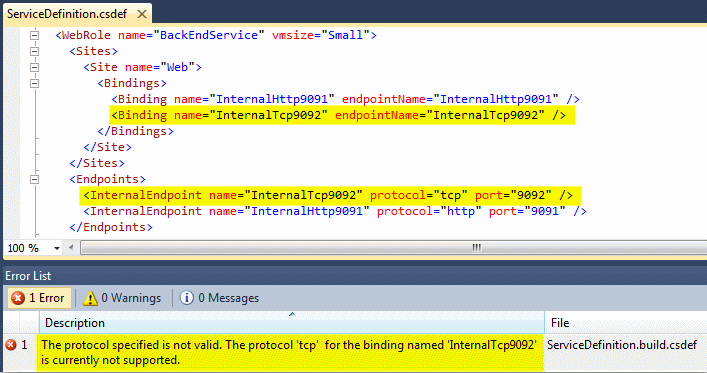 ServiceDefinition.csdef
<WebRole name="BackEndService" vmsize="Small">
<Sites>
<Site name="Web">
<Bindings>
<Binding name="InternalHttp9091" endpointName="InternalHttp9091" />
<Binding name="InternalTcp9092" endpointName="InternalTcp9092" />
</Bindings>
</Site>
</Sites>
<Endpoints>
<InternalEndpoint name="InternalTcp9092" protocol="tcp" port="9092" />
<InternalEndpoint name="InternalHttp9091" protocol="http" port="9091" />
</Endpoints>
100 %
Error List
1 Error 0 Warnings 0 Messages
Description File
1 The protocol specified is not valid. The protocol 'tcp' for the binding named 'InternalTcp9092' ServiceDefinition.build.csdef
is currently not supported.